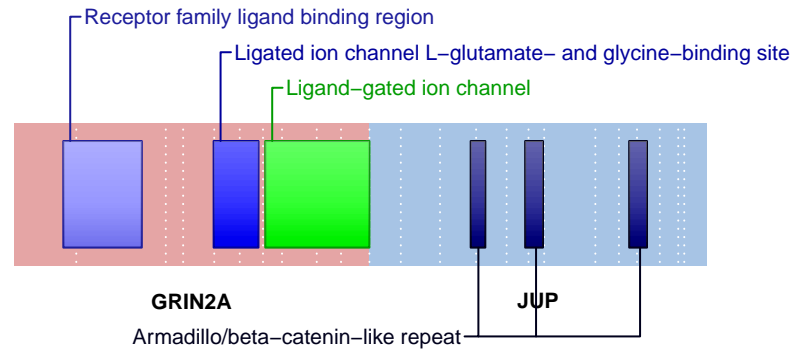 Receptor family ligand binding region
Ligated ion channel L−glutamate− and glycine−binding site
Ligand−gated ion channel
GRIN2A
JUP
Armadillo/beta−catenin−like repeat